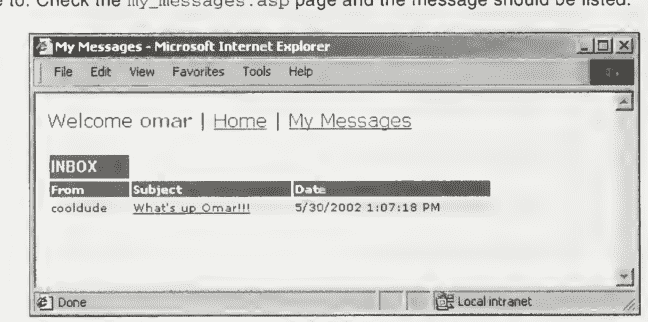 e to. Check the my_messages.asp page and the message should be listed.
My Messages - Microsoft Internet Explorer
File Edit View Favorites Tools Help
Welcome omar | Home | My Messages
INBOX
From Subject Date
cooldude What's up Omar!!! 5/30/2002 1:07:18 PM
Done Local intranet